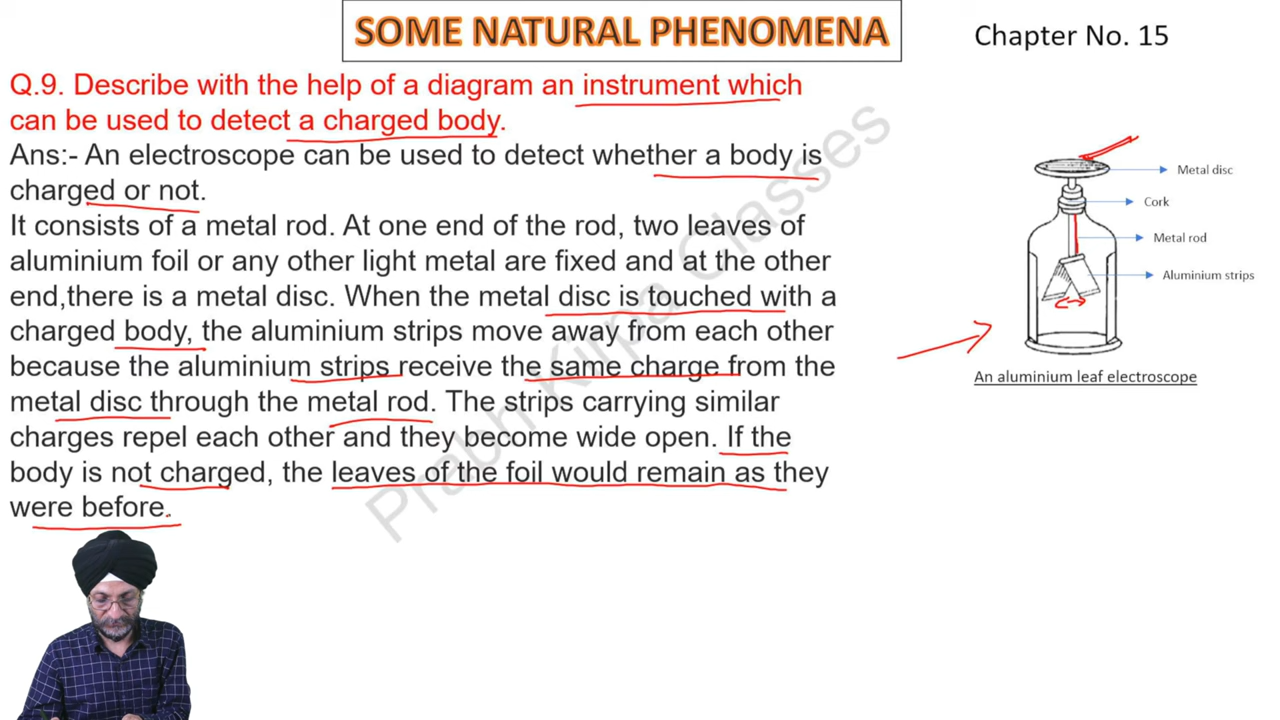 SOME NATURAL PHENOMENA
Chapter No. 15
Q.9. Describe with the help of a diagram an instrument which
can be used to detect a charged body.
Ans:- An electroscope can be used to detect whether a body is
charged or not.
It consists of a metal rod. At one end of the rod, two leaves of
aluminium foil or any other light metal are fixed and at the other
end,there is a metal disc. When the metal disc is touched with a
charged body, the aluminium strips move away from each other
because the aluminium strips receive the same charge from the
metal disc through the metal rod. The strips carrying similar
charges repel each other and they become wide open. If the
body is not charged, the leaves of the foil would remain as they
were before.
Metal disc
Cork
Metal rod
Aluminium strips
An aluminium leaf electroscope
Prabh Kirpa Classes